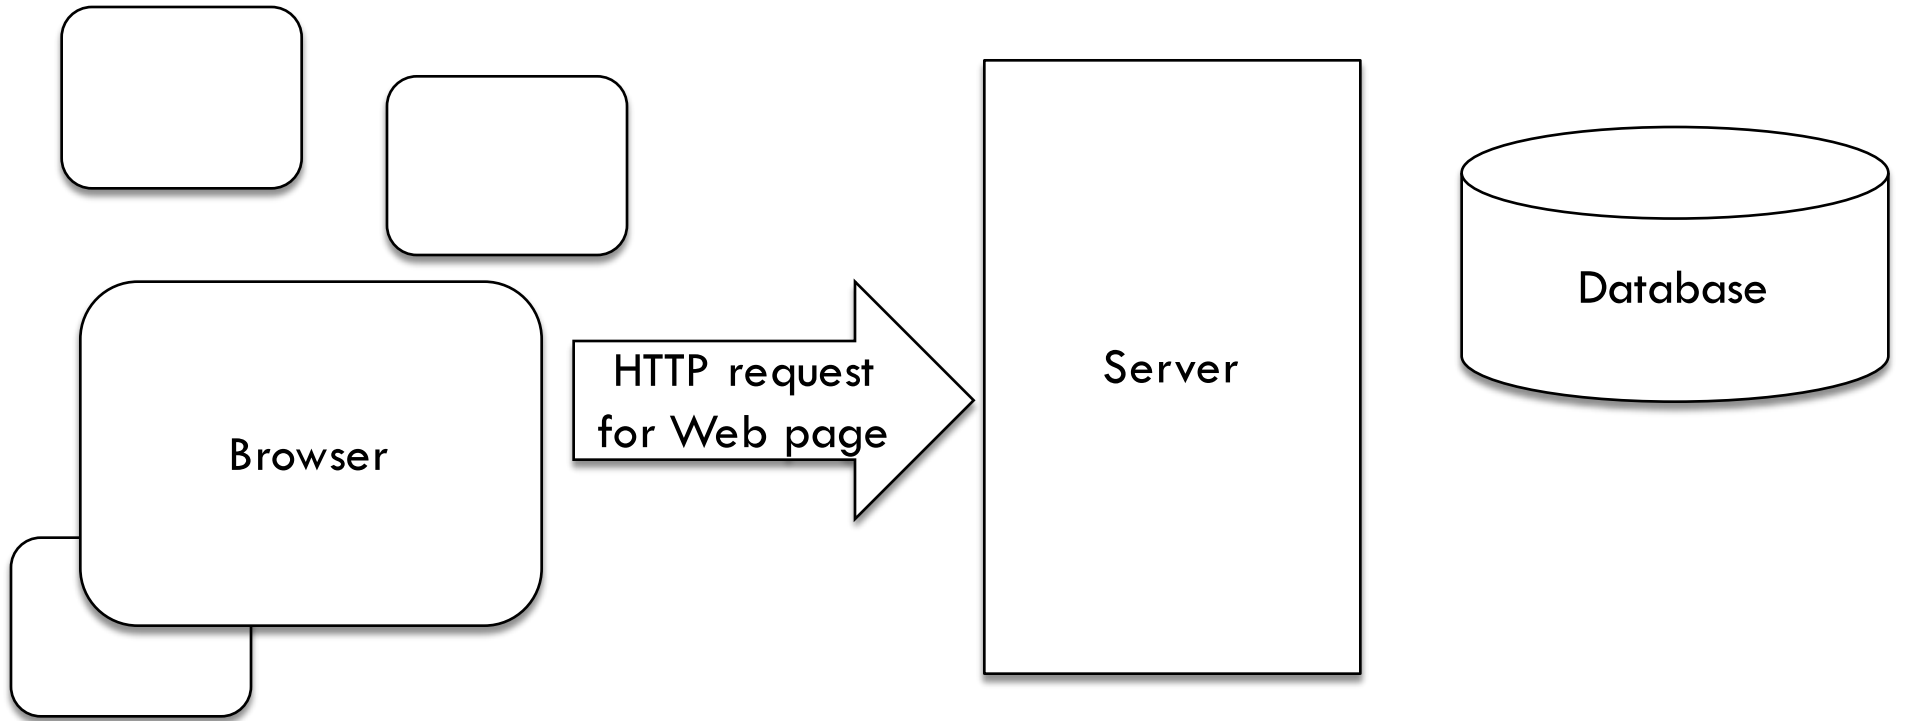 Browser
HTTP request
for Web page
Server
Database